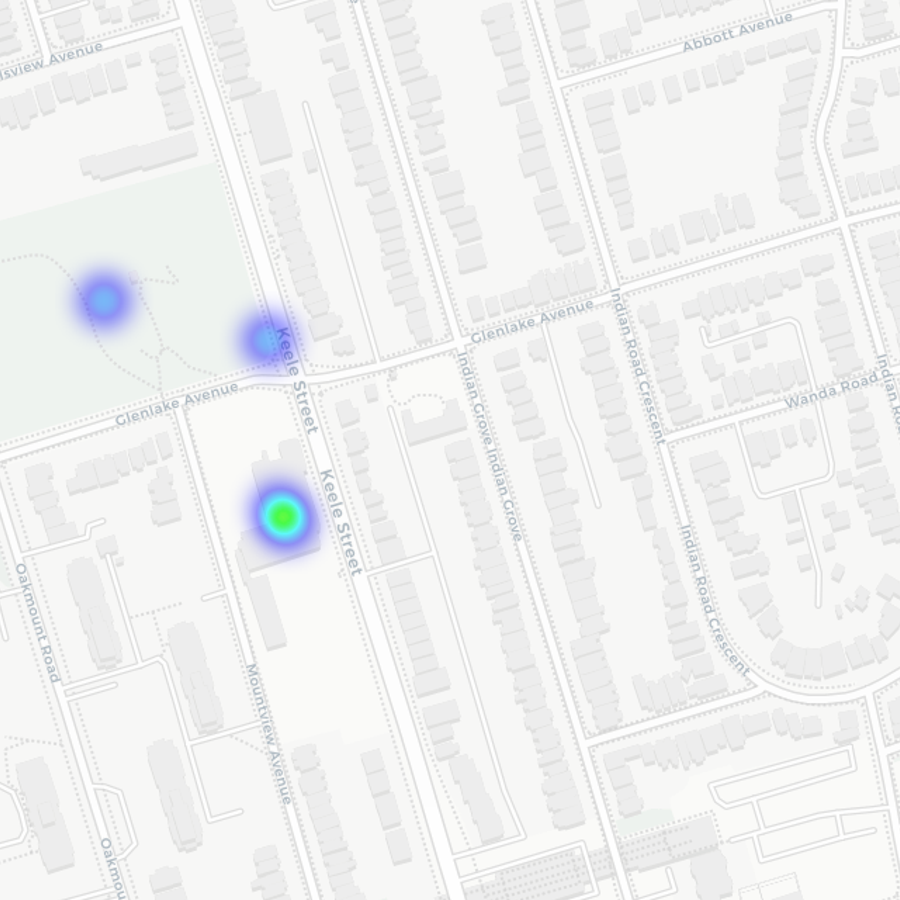 Abbott Avenue
lsview Avenue
Glenlake Avenue
Keele Street
Glenlake Avenue
Indian Road Crescent
Indian Grove
Indian Grove
Wanda Road
Indian Ro
Keele Street
Indian Road Crescent
Oakmount Road
Mountview Avenue
Oakmou